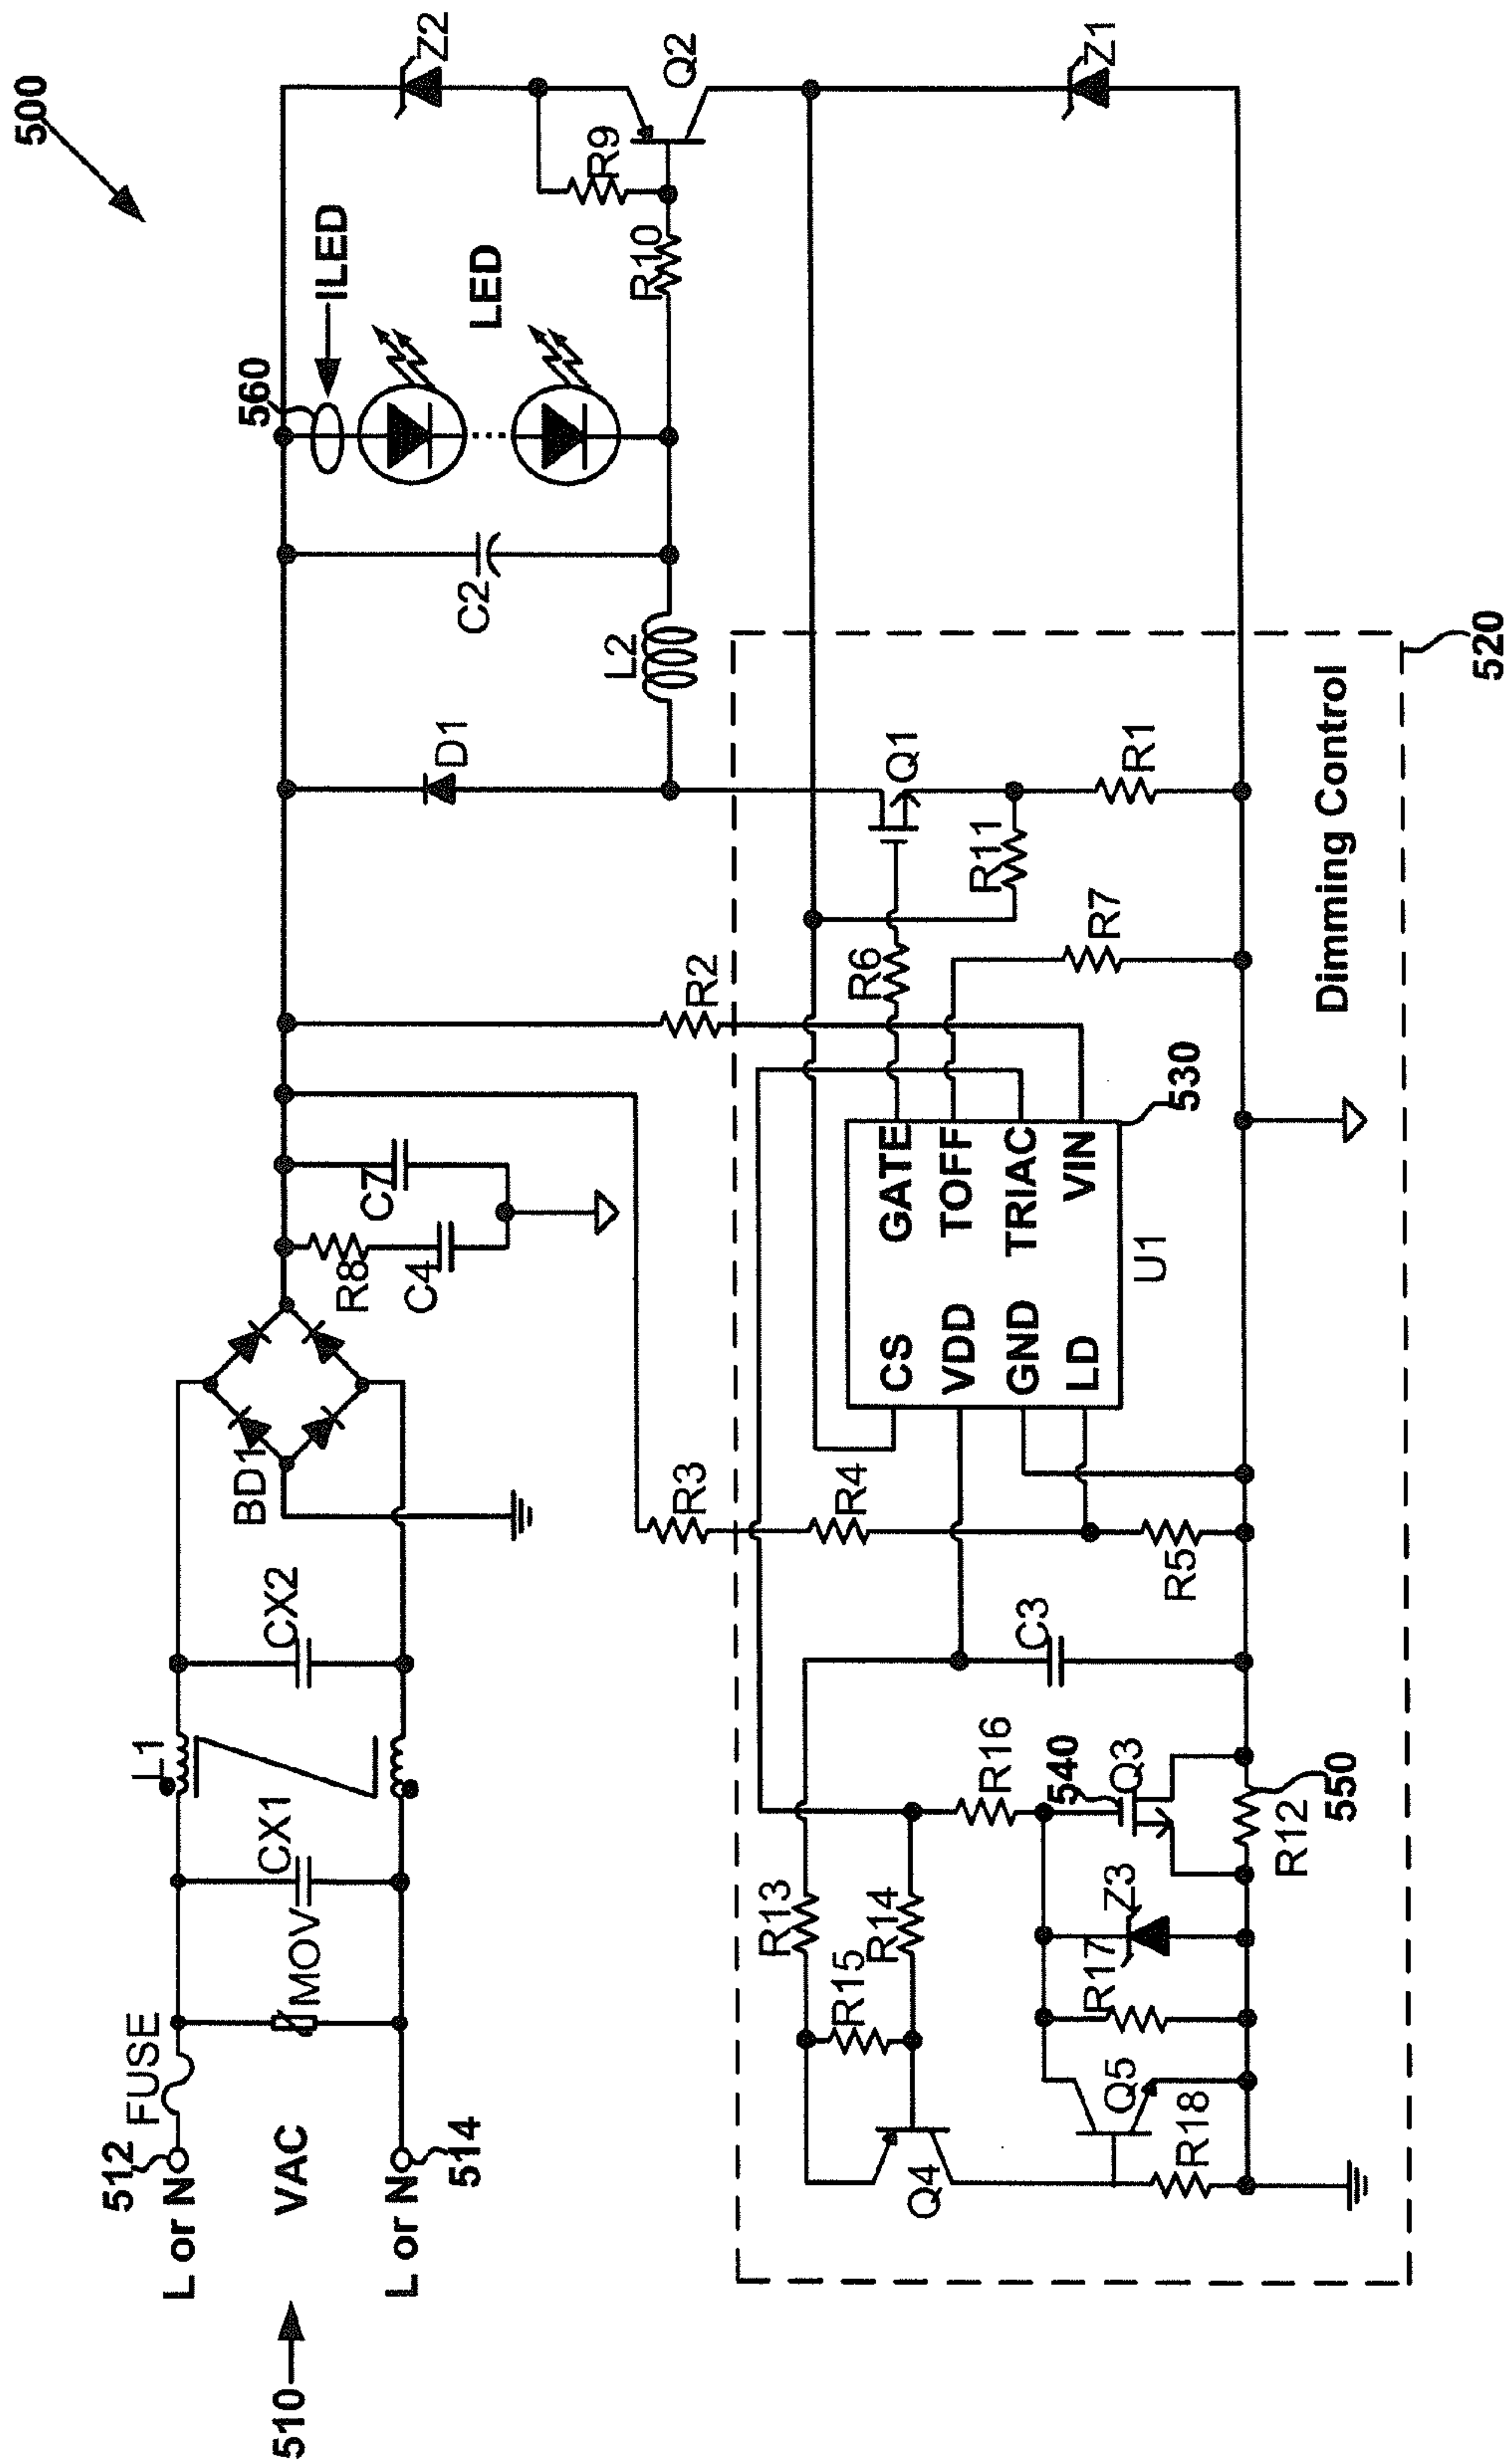 500
510
512
L or N
FUSE
VAC
L or N
514
MOV
CX1
L1
CX2
BD1
R8
C4
C7
R3
R2
D1
L2
C2
560
ILED
LED
R10
R9
Z2
Q2
Z1
R13
R15
R14
Q4
Q5
R18
R17
Z3
R16
540
Q3
R12
550
C3
R4
R5
CS
VDD
GND
LD
GATE
TOFF
TRIAC
VIN
U1
530
R6
R7
R11
Q1
R1
Dimming Control
520